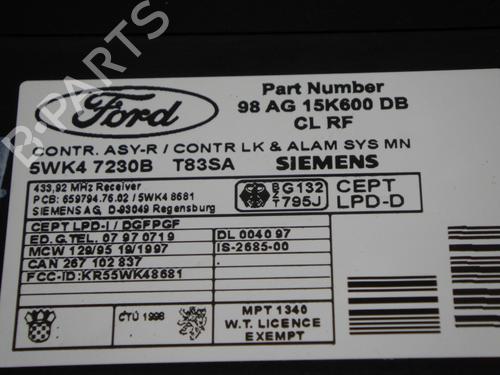 Ford
Part Number
98 AG 15K600 DB
CL RF
CONTR. ASY-R / CONTR LK & ALAM SYS MN
5WK4 7230B T83SA SIEMENS
433,92 MHz Receiver
PCB: 659794.76.02 / 5WK4 8681
SIEMENS AG D-93049 Regensburg
BG132
T795J
CEPT
LPD-D
CEPT LPD-I / DGFPGF
ED.G.TEL. 07 97 0719
MCW 129/95 19/1997
CAN 267 102 837
FCC-ID:KR55WK48681
DL 0040 97
IS-2685-00
CTÚ 1998
MPT 1340
W.T. LICENCE
EXEMPT
B-PARTS